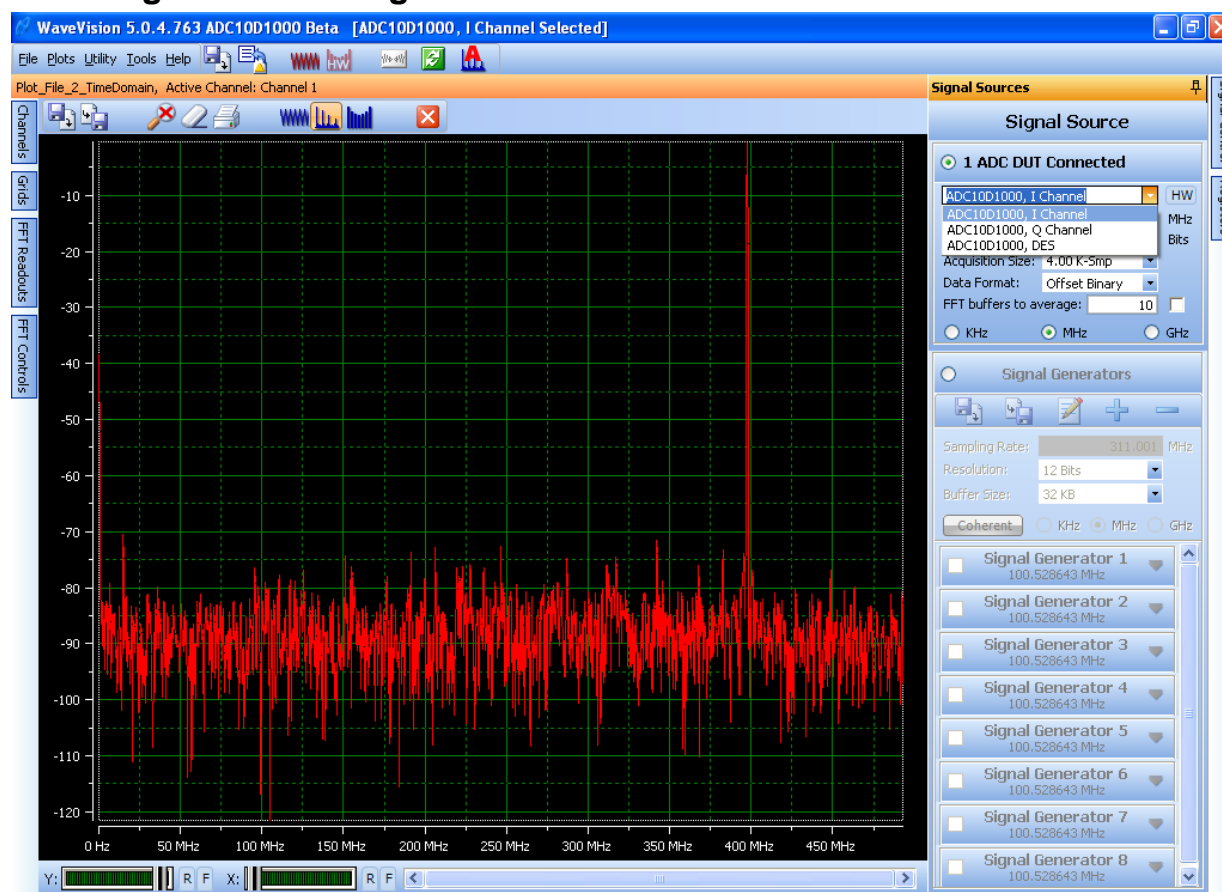 WaveVision 5.0.4.763 ADC10D1000 Beta [ADC10D1000, I Channel Selected]
File Plots Utility Tools Help
Plot_File_2_TimeDomain, Active Channel: Channel 1
Channels
Grids
FFT Readouts
FFT Controls
-10
-20
-30
-40
-50
-60
-70
-80
-90
-100
-110
-120
0 Hz 50 MHz 100 MHz 150 MHz 200 MHz 250 MHz 300 MHz 350 MHz 400 MHz 450 MHz
Y: R F X: R F
Signal Sources
Signal Source
1 ADC DUT Connected
ADC10D1000, I Channel HW
ADC10D1000, I Channel MHz
ADC10D1000, Q Channel
Bits
ADC10D1000, DES
Acquisition Size: 4.00 K-Smp
Data Format: Offset Binary
FFT buffers to average: 10
KHz MHz GHz
Signal Generators
Sampling Rate: 311.001 MHz
Resolution: 12 Bits
Buffer Size: 32 KB
Coherent KHz MHz GHz
Signal Generator 1
100.528643 MHz
Signal Generator 2
100.528643 MHz
Signal Generator 3
100.528643 MHz
Signal Generator 4
100.528643 MHz
Signal Generator 5
100.528643 MHz
Signal Generator 6
100.528643 MHz
Signal Generator 7
100.528643 MHz
Signal Generator 8
100.528643 MHz